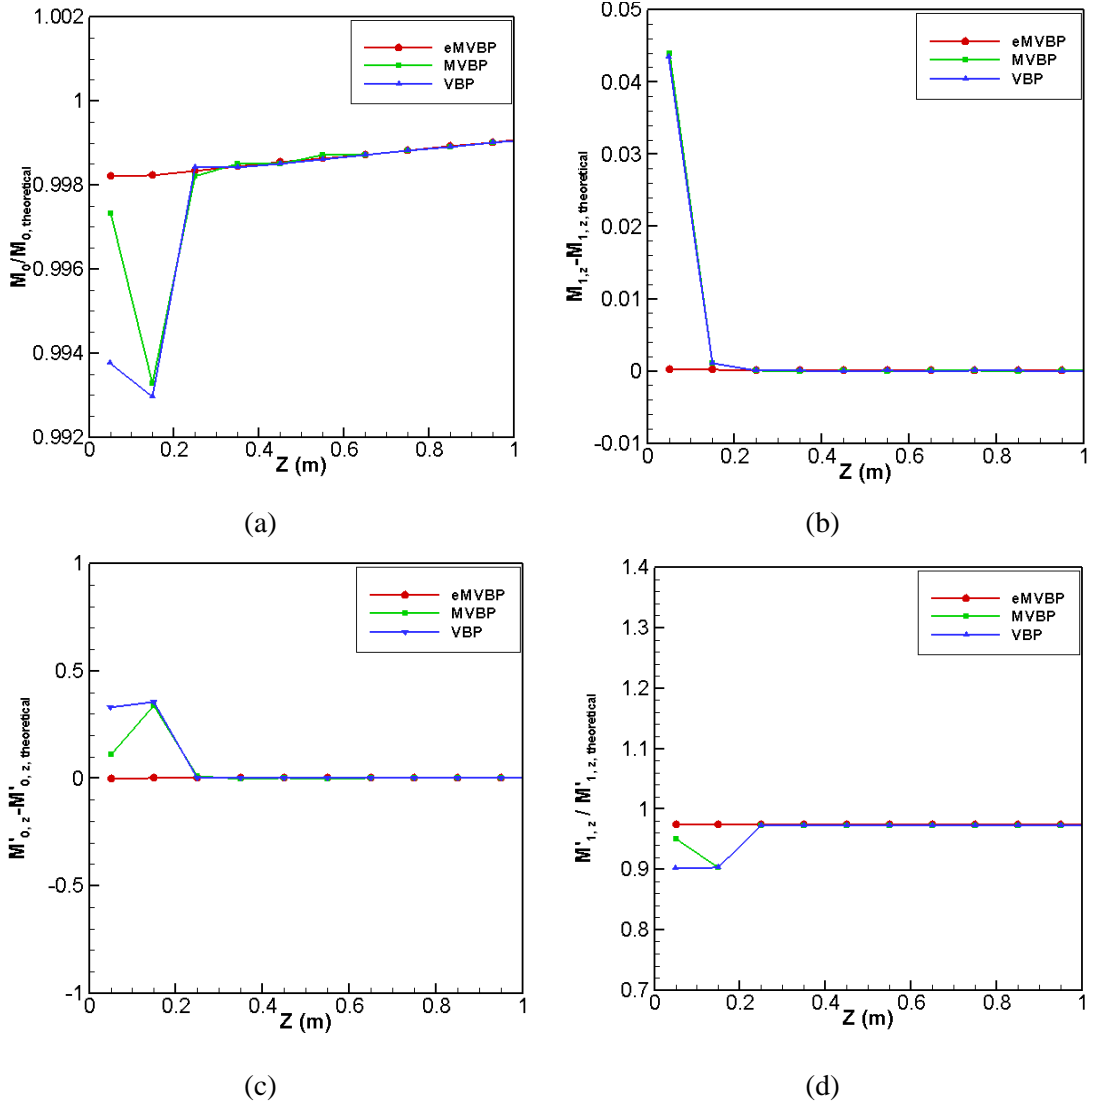 1.002
1
0.998
0.996
0.994
0.992
M0/M0, theoretical
eMVBP
MVBP
VBP
0 0.2 0.4 0.6 0.8 1
Z (m)
(a)
0.05
0.04
0.03
0.02
0.01
0
-0.01
M1,z-M1, z, theoretical
eMVBP
MVBP
VBP
0 0.2 0.4 0.6 0.8 1
Z (m)
(b)
1
0.5
0
-0.5
-1
M'0, z-M'0, z, theoretical
eMVBP
MVBP
VBP
0 0.2 0.4 0.6 0.8 1
Z (m)
(c)
1.4
1.3
1.2
1.1
1
0.9
0.8
0.7
M'1, z / M'1, z, theoretical
eMVBP
MVBP
VBP
0 0.2 0.4 0.6 0.8 1
Z (m)
(d)